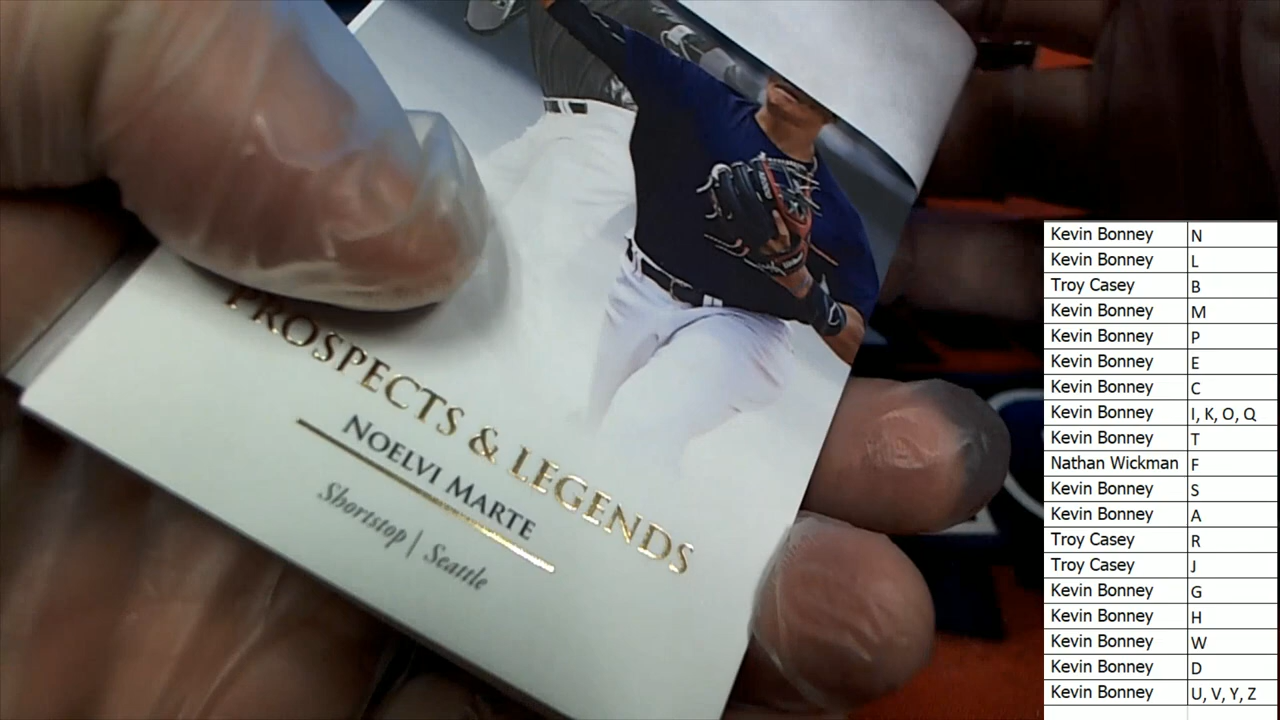 PROSPECTS & LEGENDS
NOELVI MARTE
Shortstop | Seattle
Kevin Bonney N
Kevin Bonney L
Troy Casey B
Kevin Bonney M
Kevin Bonney P
Kevin Bonney E
Kevin Bonney C
Kevin Bonney I, K, O, Q
Kevin Bonney T
Nathan Wickman F
Kevin Bonney S
Kevin Bonney A
Troy Casey R
Troy Casey J
Kevin Bonney G
Kevin Bonney H
Kevin Bonney W
Kevin Bonney D
Kevin Bonney U, V, Y, Z